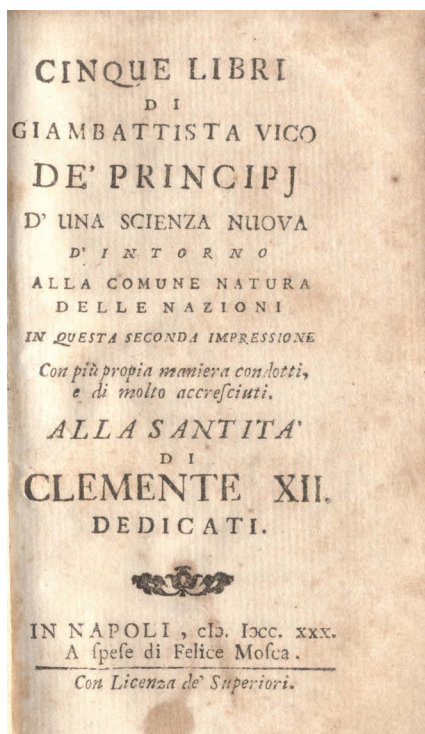 CINQUE LIBRI
DI
GIAMBATTISTA VICO
DE' PRINCIPJ
D' UNA SCIENZA NUOVA
D' INTORNO
ALLA COMUNE NATURA
DELLE NAZIONI
IN QUESTA SECONDA IMPRESSIONE
Con più propia maniera condotti,
e di molto accreſciuti.
ALLA SANTITA'
DI
CLEMENTE XII.
DEDICATI.
IN NAPOLI, cIɔ. Iɔcc. xxx.
A ſpeſe di Felice Moſca.
Con Licenza de' Superiori.